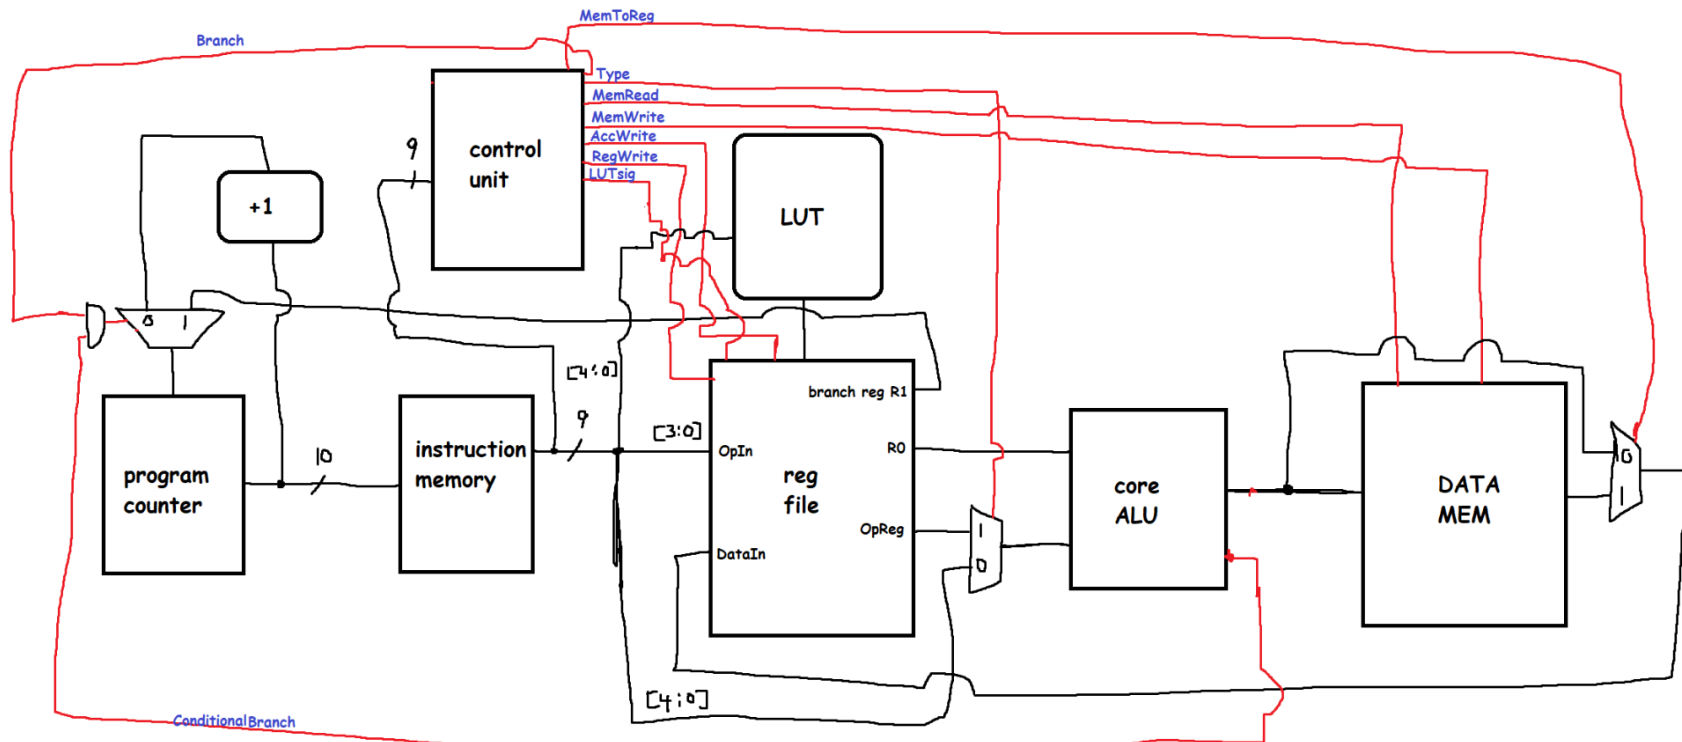 MemToReg
Branch
Type
MemRead
MemWrite
AccWrite
RegWrite
LUTsig
9
control
unit
+1
LUT
0 1
[4:0]
branch reg R1
9
[3:0]
OpIn
R0
program
counter
10
instruction
memory
reg
file
core
ALU
DATA
MEM
0
1
OpReg
1
0
DataIn
[4:0]
ConditionalBranch